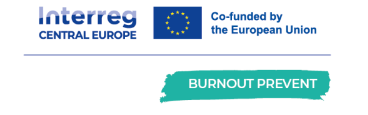 Interreg
CENTRAL EUROPE
Co-funded by
the European Union
BURNOUT PREVENT